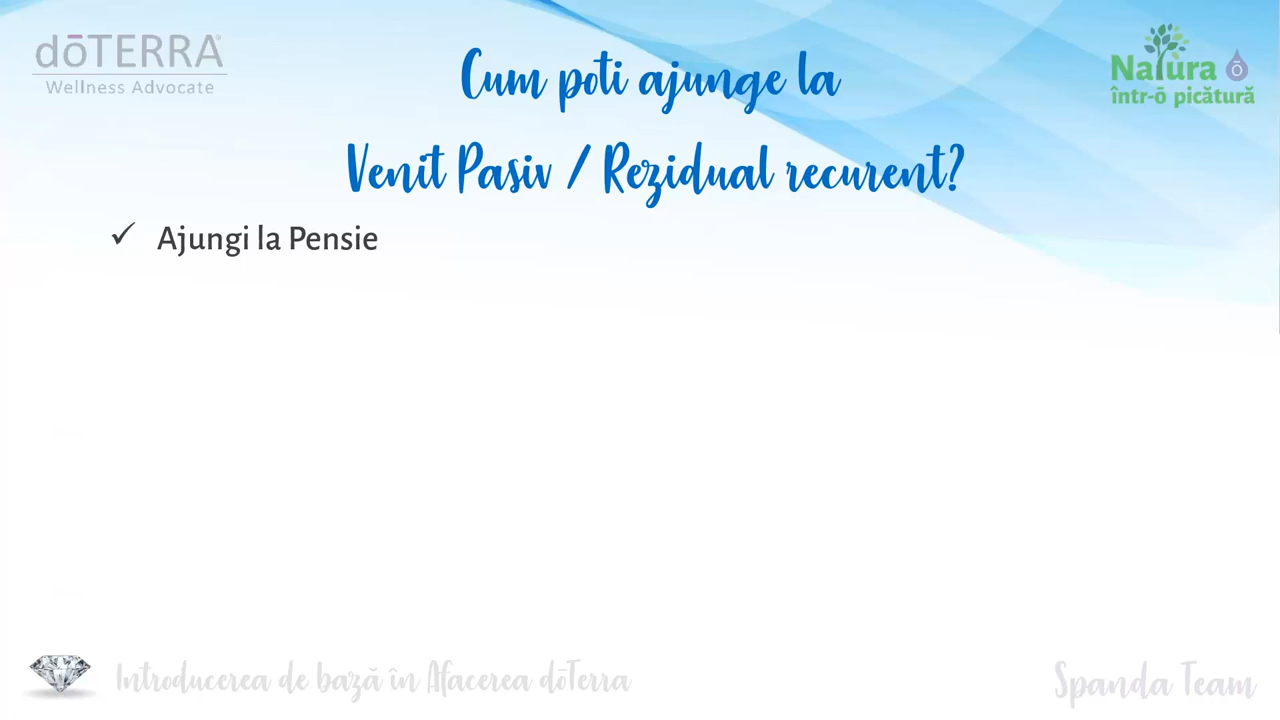 dōTERRA®
Wellness Advocate
Natura ō
într-ō picătură
Cum poti ajunge la
Venit Pasiv / Rezidual recurent?
✓ Ajungi la Pensie
Introducerea de bază în Afacerea dōTerra
Spanda Team